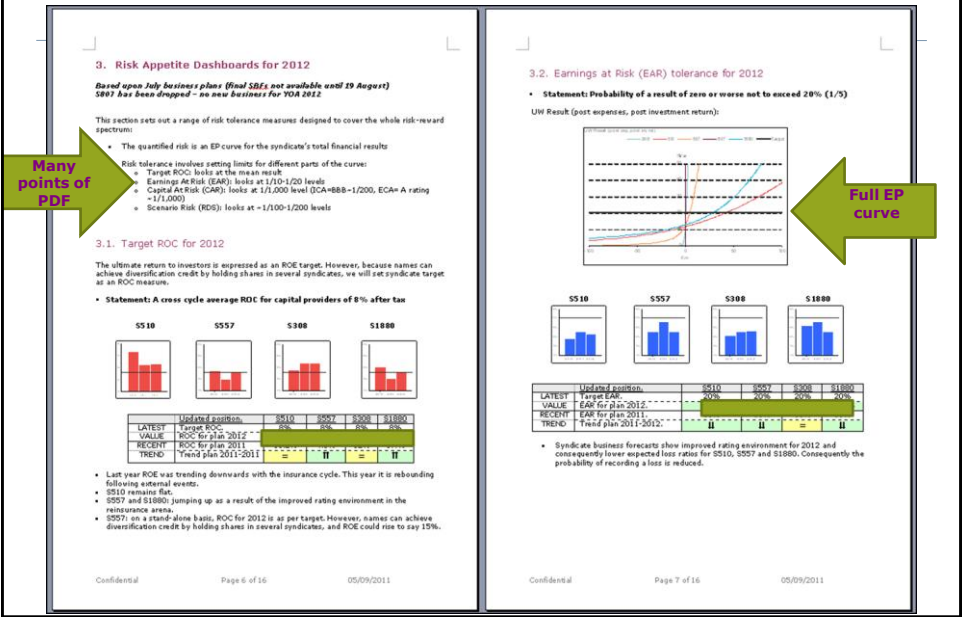 Many
points of
PDF
3. Risk Appetite Dashboards for 2012
Based upon July business plans (final SBFs not available until 19 August)
S807 has been dropped – no new business for YOA 2012
This section sets out a range of risk tolerance measures designed to cover the whole risk-reward
spectrum:
• The quantified risk is an EP curve for the syndicate's total financial results
Risk tolerance involves setting limits for different parts of the curve:
o Target ROC: looks at the mean result
o Earnings At Risk (EAR): looks at 1/10-1/20 levels
o Capital At Risk (CAR): looks at 1/1,000 level (ICA=BBB~1/200, ECA= A rating
~1/1,000)
o Scenario Risk (RDS): looks at ~1/100-1/200 levels
3.1. Target ROC for 2012
The ultimate return to investors is expressed as an ROE target. However, because names can
achieve diversification credit by holding shares in several syndicates, we will set syndicate target
as an ROC measure.
• Statement: A cross cycle average ROC for capital providers of 8% after tax
S510 S557 S308 S1880
Updated position. S510 S557 S308 S1880
LATEST Target ROC. 8% 8% 8% 8%
VALUE ROC for plan 2012
RECENT ROC for plan 2011
TREND Trend plan 2011-2011 = ⇈ = ⇈
• Last year ROE was trending downwards with the insurance cycle. This year it is rebounding
following external events.
• S510 remains flat.
• S557 and S1880: jumping up as a result of the improved rating environment in the
reinsurance arena.
• S557: on a stand-alone basis, ROC for 2012 is as per target. However, names can achieve
diversification credit by holding shares in several syndicates, and ROE could rise to say 15%.
Confidential Page 6 of 16 05/09/2011
3.2. Earnings at Risk (EAR) tolerance for 2012
• Statement: Probability of a result of zero or worse not to exceed 20% (1/5)
UW Result (post expenses, post investment return):
Full EP
curve
S510 S557 S308 S1880
Updated position. S510 S557 S308 S1880
LATEST Target EAR. 20% 20% 20% 20%
VALUE EAR for plan 2012.
RECENT EAR for plan 2011.
TREND Trend plan 2011-2012. ⇊ ⇊ = ⇊
• Syndicate business forecasts show improved rating environment for 2012 and
consequently lower expected loss ratios for S510, S557 and S1880. Consequently the
probability of recording a loss is reduced.
Confidential Page 7 of 16 05/09/2011